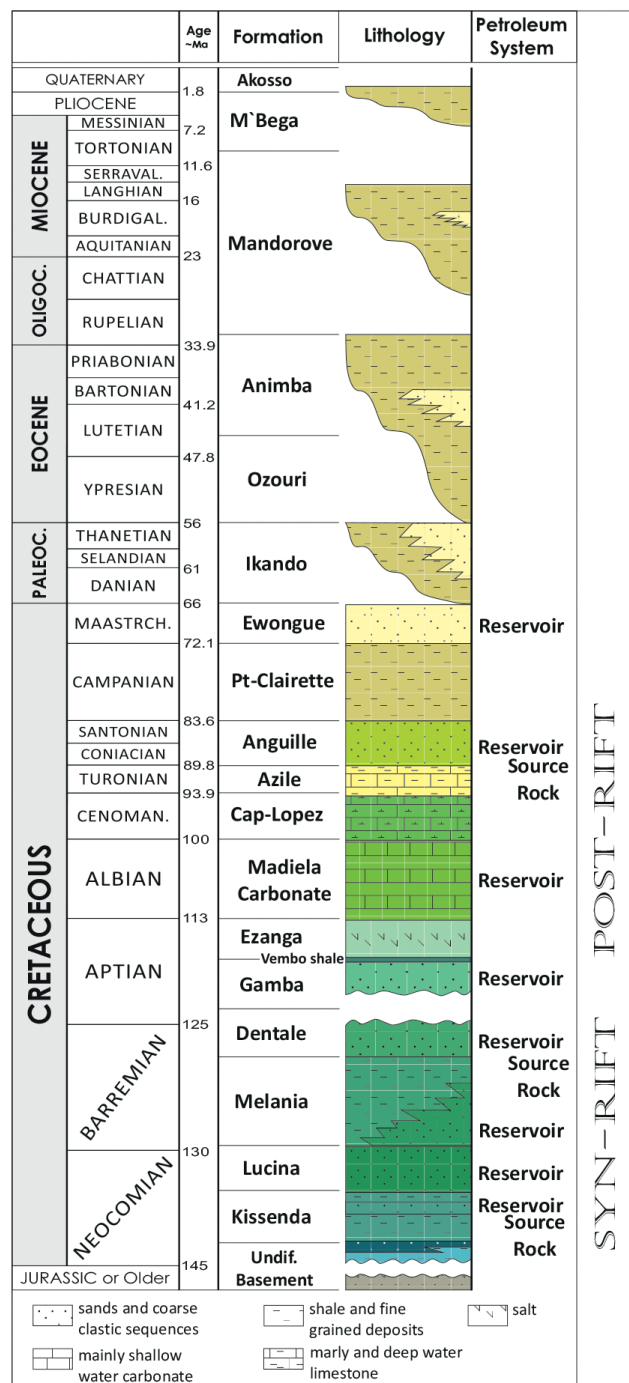 Age
~Ma
Formation
Lithology
Petroleum
System
QUATERNARY
Akosso
1.8
PLIOCENE
M`Bega
MIOCENE
MESSINIAN
7.2
TORTONIAN
11.6
SERRAVAL.
LANGHIAN
16
BURDIGAL.
Mandorove
AQUITANIAN
23
OLIGOC.
CHATTIAN
RUPELIAN
33.9
EOCENE
PRIABONIAN
Animba
BARTONIAN
41.2
LUTETIAN
47.8
Ozouri
YPRESIAN
56
PALEOC.
THANETIAN
SELANDIAN
Ikando
61
DANIAN
66
CRETACEOUS
MAASTRCH.
Ewongue
Reservoir
72.1
CAMPANIAN
Pt-Clairette
83.6
SANTONIAN
Anguille
Reservoir
CONIACIAN
89.8
Source
Rock
TURONIAN
Azile
93.9
CENOMAN.
Cap-Lopez
100
ALBIAN
Madiela
Carbonate
Reservoir
113
Ezanga
Vembo shale
APTIAN
Gamba
Reservoir
125
Dentale
Reservoir
Source
Rock
BARREMIAN
Melania
Reservoir
130
Lucina
Reservoir
NEOCOMIAN
Kissenda
Reservoir
Source
Rock
145
Undif.
Basement
JURASSIC or Older
POST-RIFT
SYN-RIFT
sands and coarse
clastic sequences
shale and fine
grained deposits
salt
mainly shallow
water carbonate
marly and deep water
limestone